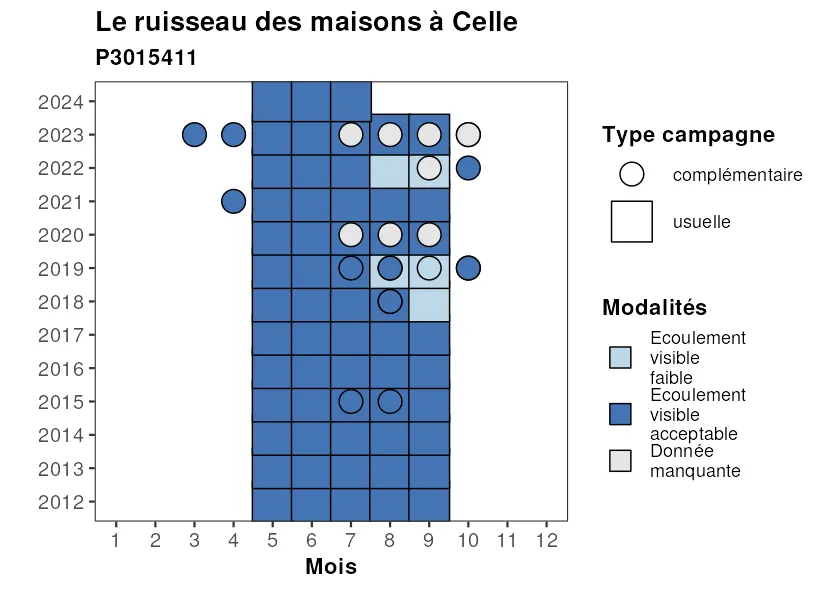 Le ruisseau des maisons à Celle
P3015411
2024
2023
2022
2021
2020
2019
2018
2017
2016
2015
2014
2013
2012
1 2 3 4 5 6 7 8 9 10 11 12
Mois
Type campagne
complémentaire
usuelle
Modalités
Ecoulement
visible
faible
Ecoulement
visible
acceptable
Donnée
manquante